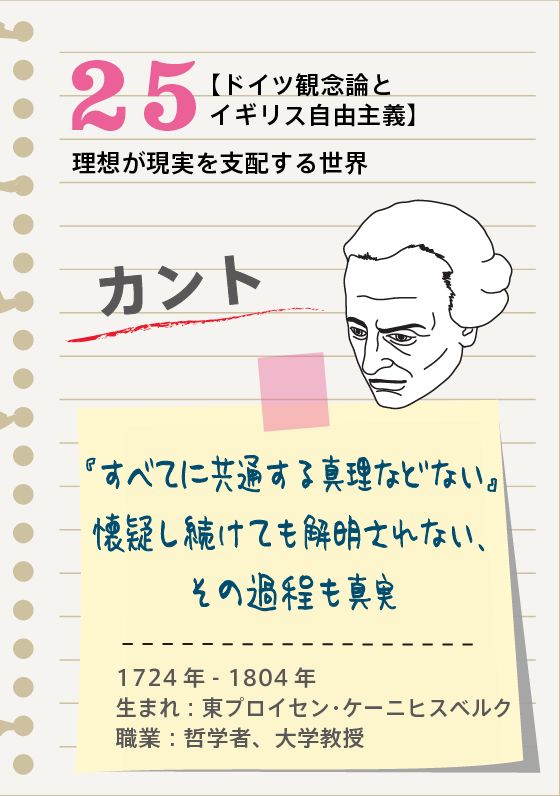 25【ドイツ観念論と
イギリス自由主義】
理想が現実を支配する世界
カント
『すべてに共通する真理などない』
懐疑し続けても解明されない、
その過程も真実
1724年-1804年
生まれ：東プロイセン・ケーニヒスベルク
職業：哲学者、大学教授